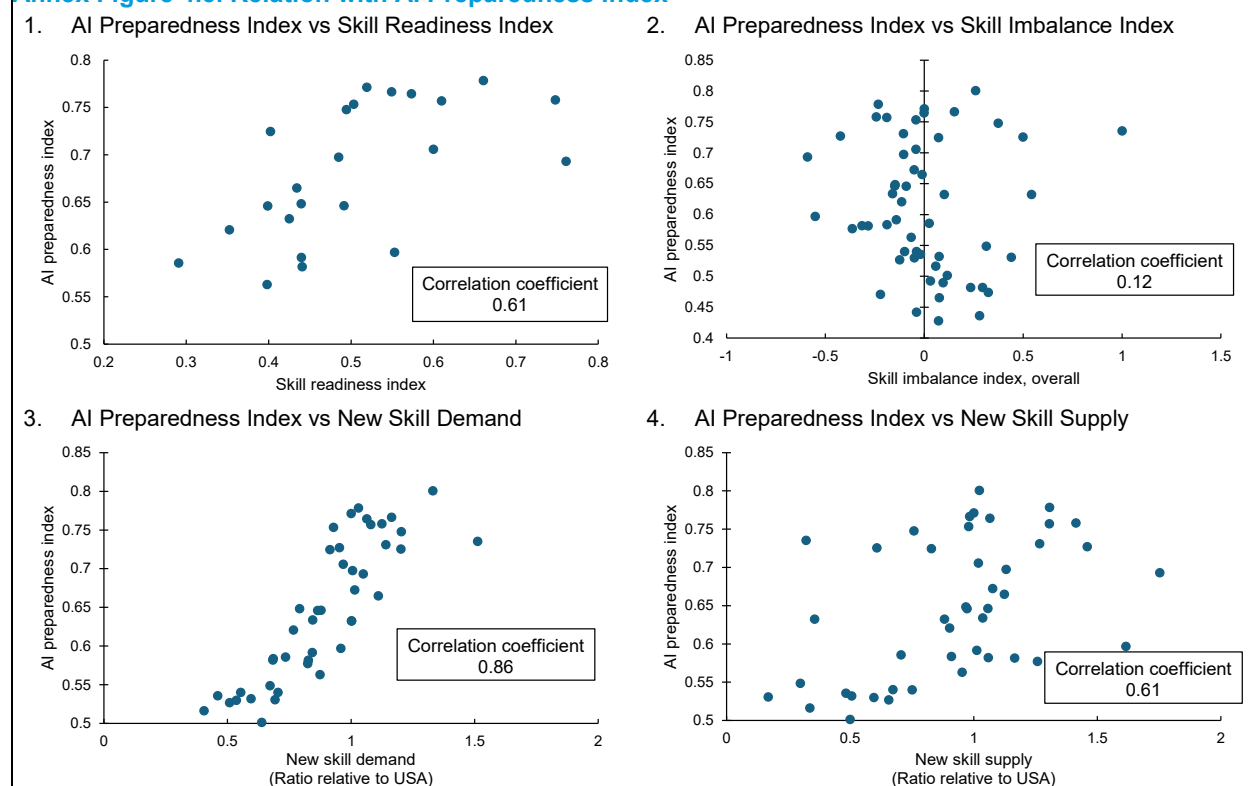 Annex Figure 4.8. Relation with AI Preparedness Index
1. AI Preparedness Index vs Skill Readiness Index
AI preparedness index
0.8
0.75
0.7
0.65
0.6
0.55
0.5
0.2 0.3 0.4 0.5 0.6 0.7 0.8
Skill readiness index
Correlation coefficient
0.61
2. AI Preparedness Index vs Skill Imbalance Index
AI preparedness index
0.85
0.8
0.75
0.7
0.65
0.6
0.55
0.5
0.45
0.4
-1 -0.5 0 0.5 1 1.5
Skill imbalance index, overall
Correlation coefficient
0.12
3. AI Preparedness Index vs New Skill Demand
AI preparedness index
0.85
0.8
0.75
0.7
0.65
0.6
0.55
0.5
0 0.5 1 1.5 2
New skill demand
(Ratio relative to USA)
Correlation coefficient
0.86
4. AI Preparedness Index vs New Skill Supply
AI preparedness index
0.85
0.8
0.75
0.7
0.65
0.6
0.55
0.5
0 0.5 1 1.5 2
New skill supply
(Ratio relative to USA)
Correlation coefficient
0.61